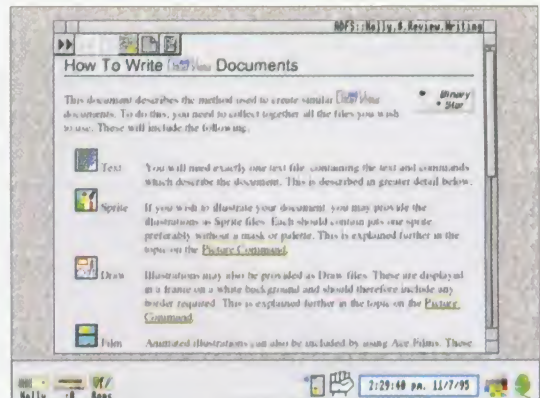 ADFS::Holly.$.Review.Writing
How To Write Documents
This document describes the method used to create similar
documents. To do this, you need to collect together all the files you wish
to use. These will include the following.
Binary
Star
Text You will need exactly one text file containing the text and commands
which describe the document. This is described in greater detail below.
Sprite If you wish to illustrate your document you may provide the
illustrations as Sprite files. Each should contain juts one sprite
preferably without a mask or palette. This is explained further in the
topic on the Picture Command.
Draw Illustrations may also be provided as Draw files. These are displayed
in a frame on a white background and should therefore include any
border required. This is explained further in the topic on the Picture
Command.
Film Animated illustrations can also be included by using Ace Films. These
Holly :0 Apps 2:29:40 pm. 11/7/95